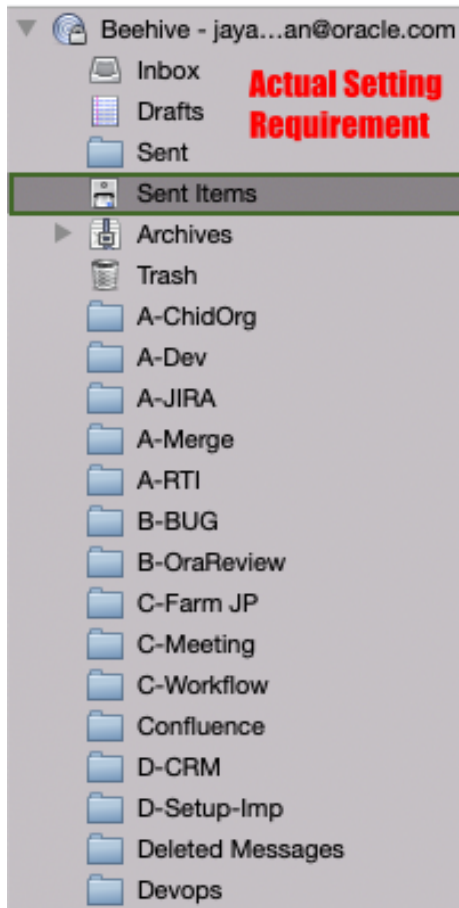 Beehive - jaya...an@oracle.com
Inbox
Actual Setting
Requirement
Drafts
Sent
Sent Items
Archives
Trash
A-ChidOrg
A-Dev
A-JIRA
A-Merge
A-RTI
B-BUG
B-OraReview
C-Farm JP
C-Meeting
C-Workflow
Confluence
D-CRM
D-Setup-Imp
Deleted Messages
Devops